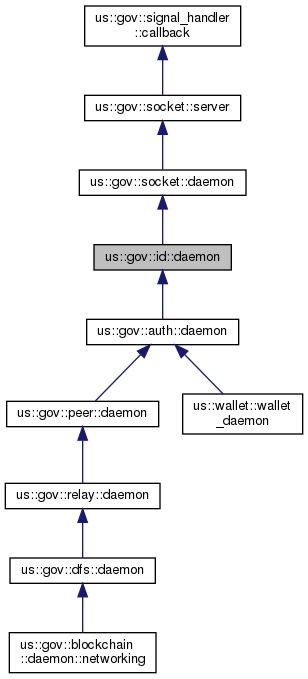 us::gov::signal_handler
::callback
us::gov::socket::server
us::gov::socket::daemon
us::gov::id::daemon
us::gov::auth::daemon
us::gov::peer::daemon
us::wallet::wallet
_daemon
us::gov::relay::daemon
us::gov::dfs::daemon
us::gov::blockchain
::daemon::networking